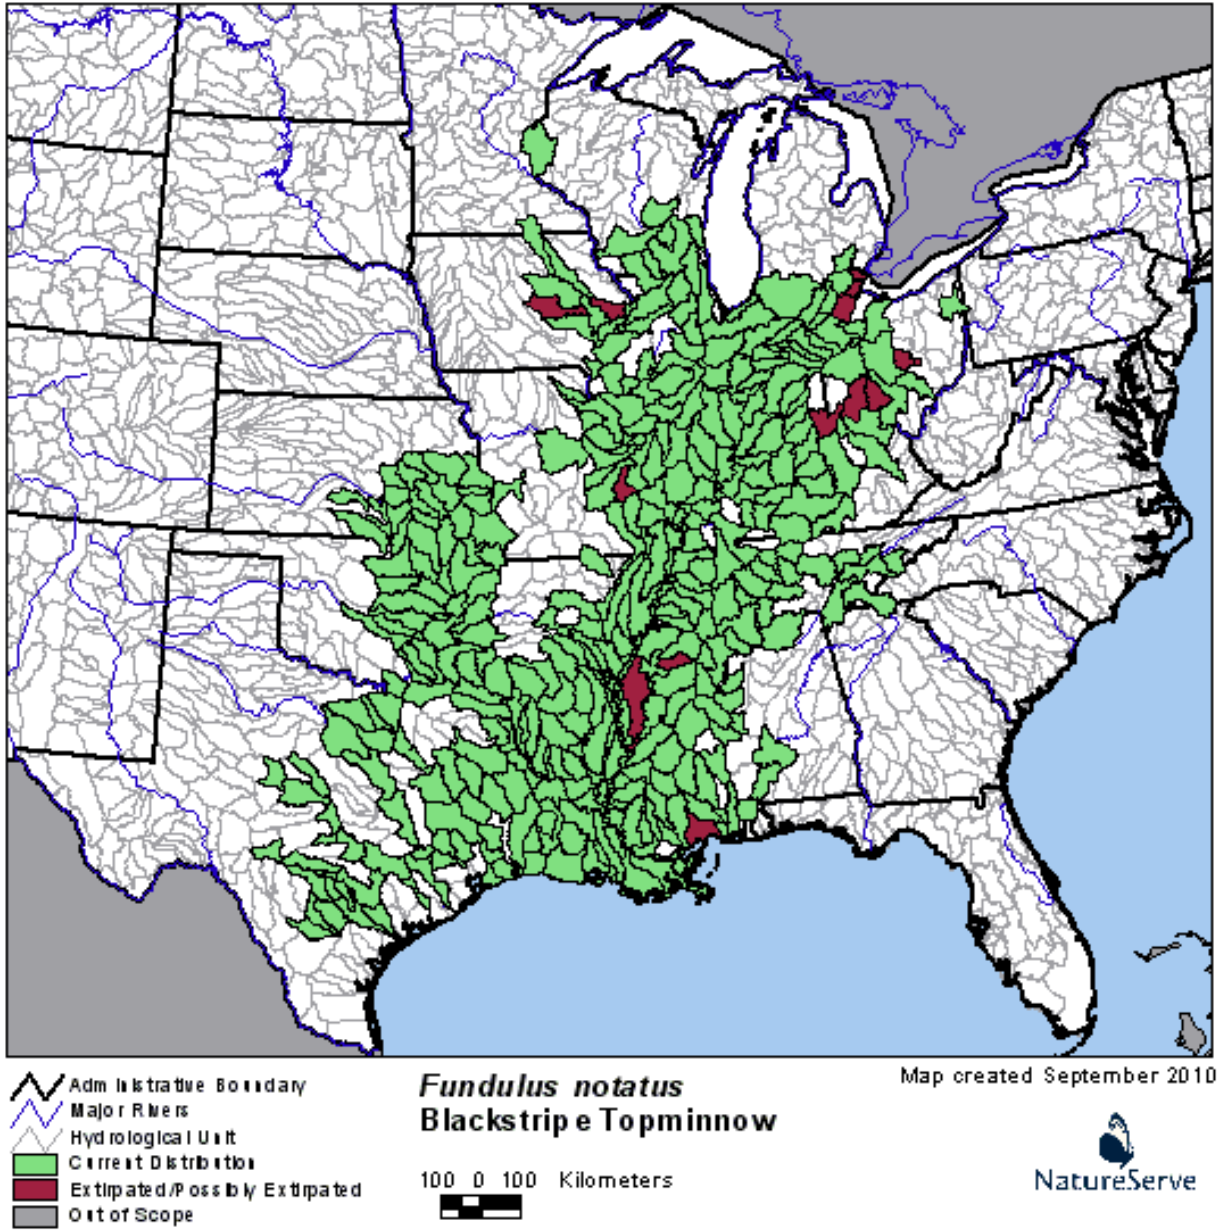 Administrative Boundary
Major Rivers
Hydrological Unit
Current Distribution
Extirpated/Possibly Extirpated
Out of Scope
Fundulus notatus
Blackstripe Topminnow
100 0 100 Kilometers
Map created September 2010
NatureServe